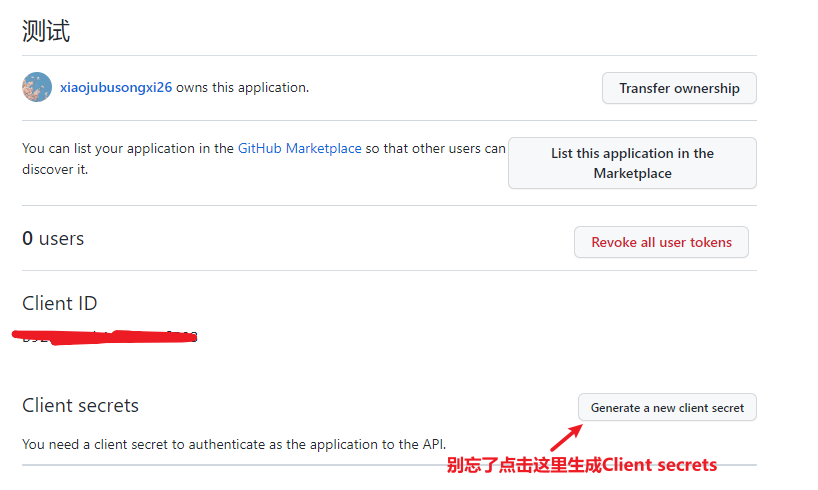 测试
xiaojubusongxi26 owns this application.
Transfer ownership
You can list your application in the GitHub Marketplace so that other users can
discover it.
List this application in the
Marketplace
0 users
Revoke all user tokens
Client ID
Client secrets
Generate a new client secret
You need a client secret to authenticate as the application to the API.
别忘了点击这里生成Client secrets